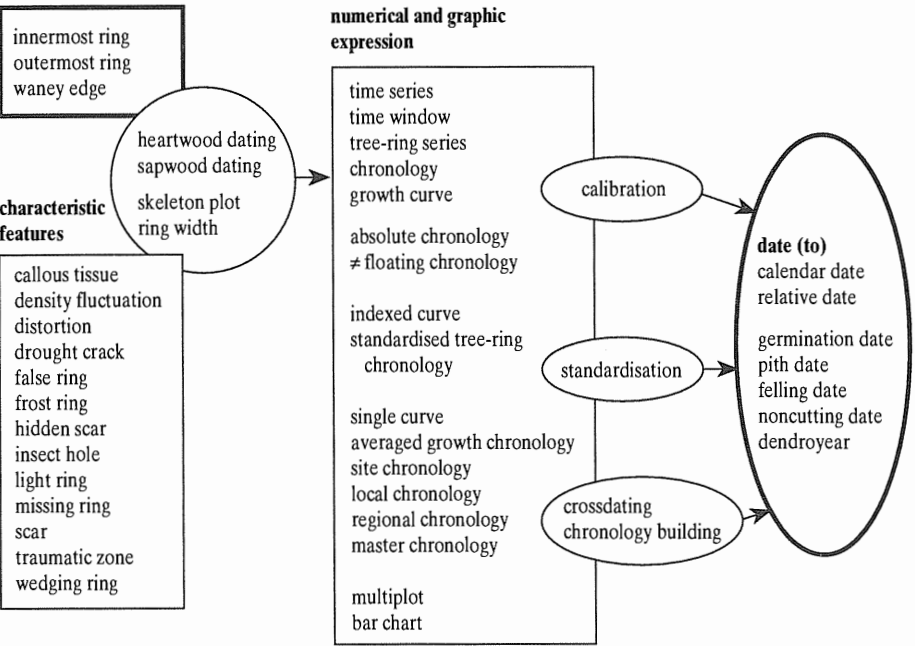 innermost ring
outermost ring
waney edge
heartwood dating
sapwood dating
skeleton plot
ring width
characteristic
features
callous tissue
density fluctuation
distortion
drought crack
false ring
frost ring
hidden scar
insect hole
light ring
missing ring
scar
traumatic zone
wedging ring
numerical and graphic
expression
time series
time window
tree-ring series
chronology
growth curve
absolute chronology
≠ floating chronology
indexed curve
standardised tree-ring
chronology
single curve
averaged growth chronology
site chronology
local chronology
regional chronology
master chronology
multiplot
bar chart
calibration
standardisation
crossdating
chronology building
date (to)
calendar date
relative date
germination date
pith date
felling date
noncutting date
dendroyear